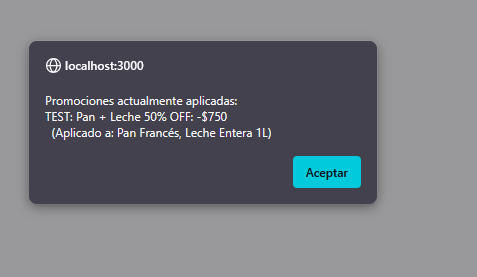 localhost:3000
Promociones actualmente aplicadas:
TEST: Pan + Leche 50% OFF: -$750
(Aplicado a: Pan Francés, Leche Entera 1L)
Aceptar